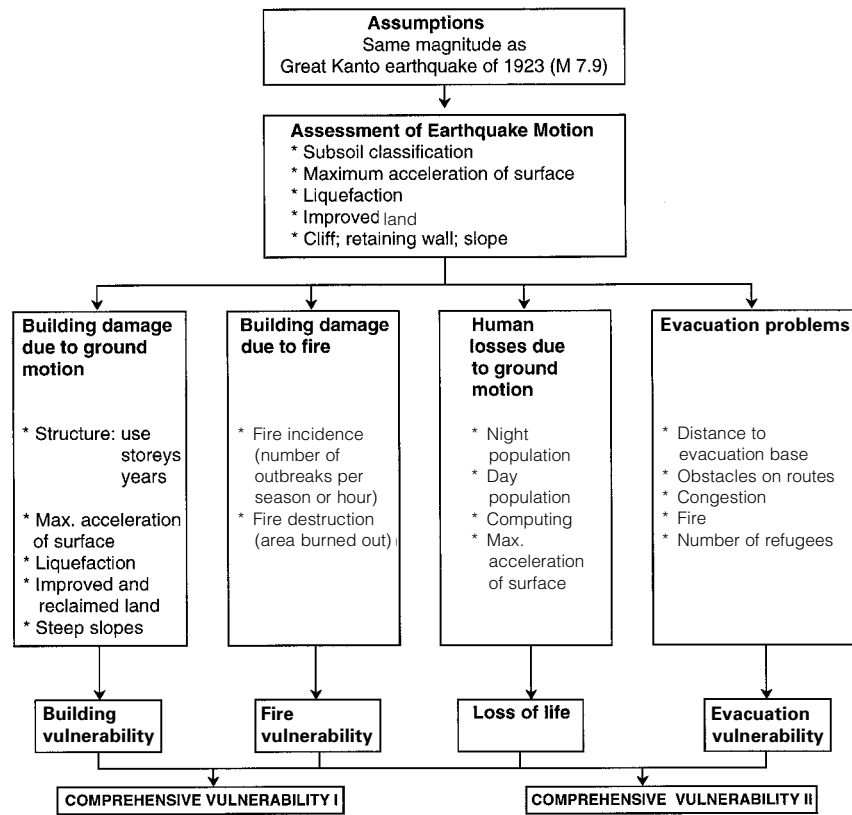 Assumptions
Same magnitude as
Great Kanto earthquake of 1923 (M 7.9)
Assessment of Earthquake Motion
* Subsoil classification
* Maximum acceleration of surface
* Liquefaction
* Improved land
* Cliff; retaining wall; slope
Building damage
due to ground
motion
* Structure: use
storeys
years
* Max. acceleration
of surface
* Liquefaction
* Improved and
reclaimed land
* Steep slopes
Building damage
due to fire
* Fire incidence
(number of
outbreaks per
season or hour)
* Fire destruction
(area burned out)
Human
losses due
to ground
motion
* Night
population
* Day
population
* Computing
* Max.
acceleration
of surface
Evacuation problems
* Distance to
evacuation base
* Obstacles on routes
* Congestion
* Fire
* Number of refugees
Building
vulnerability
Fire
vulnerability
Loss of life
Evacuation
vulnerability
COMPREHENSIVE VULNERABILITY I
COMPREHENSIVE VULNERABILITY II